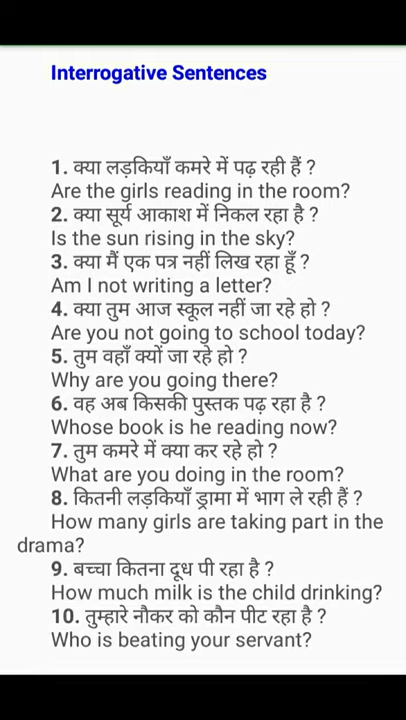 Interrogative Sentences
1. क्या लड़कियाँ कमरे में पढ़ रही हैं ?
Are the girls reading in the room?
2. क्या सूर्य आकाश में निकल रहा है ?
Is the sun rising in the sky?
3. क्या मैं एक पत्र नहीं लिख रहा हूँ ?
Am I not writing a letter?
4. क्या तुम आज स्कूल नहीं जा रहे हो ?
Are you not going to school today?
5. तुम वहाँ क्यों जा रहे हो ?
Why are you going there?
6. वह अब किसकी पुस्तक पढ़ रहा है ?
Whose book is he reading now?
7. तुम कमरे में क्या कर रहे हो ?
What are you doing in the room?
8. कितनी लड़कियाँ ड्रामा में भाग ले रही हैं ?
How many girls are taking part in the
drama?
9. बच्चा कितना दूध पी रहा है ?
How much milk is the child drinking?
10. तुम्हारे नौकर को कौन पीट रहा है ?
Who is beating your servant?